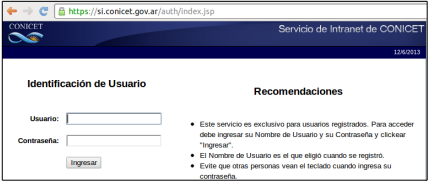 https://si.conicet.gov.ar/auth/index.jsp
CONICET
Servicio de Intranet de CONICET
12/6/2013
Identificación de Usuario
Usuario:
Contraseña:
Ingresar
Recomendaciones
Este servicio es exclusivo para usuarios registrados. Para acceder
debe ingresar su Nombre de Usuario y su Contraseña y clickear
"Ingresar".
El Nombre de Usuario es el que eligió cuando se registró.
Evite que otras personas vean el teclado cuando ingresa su
contraseña.